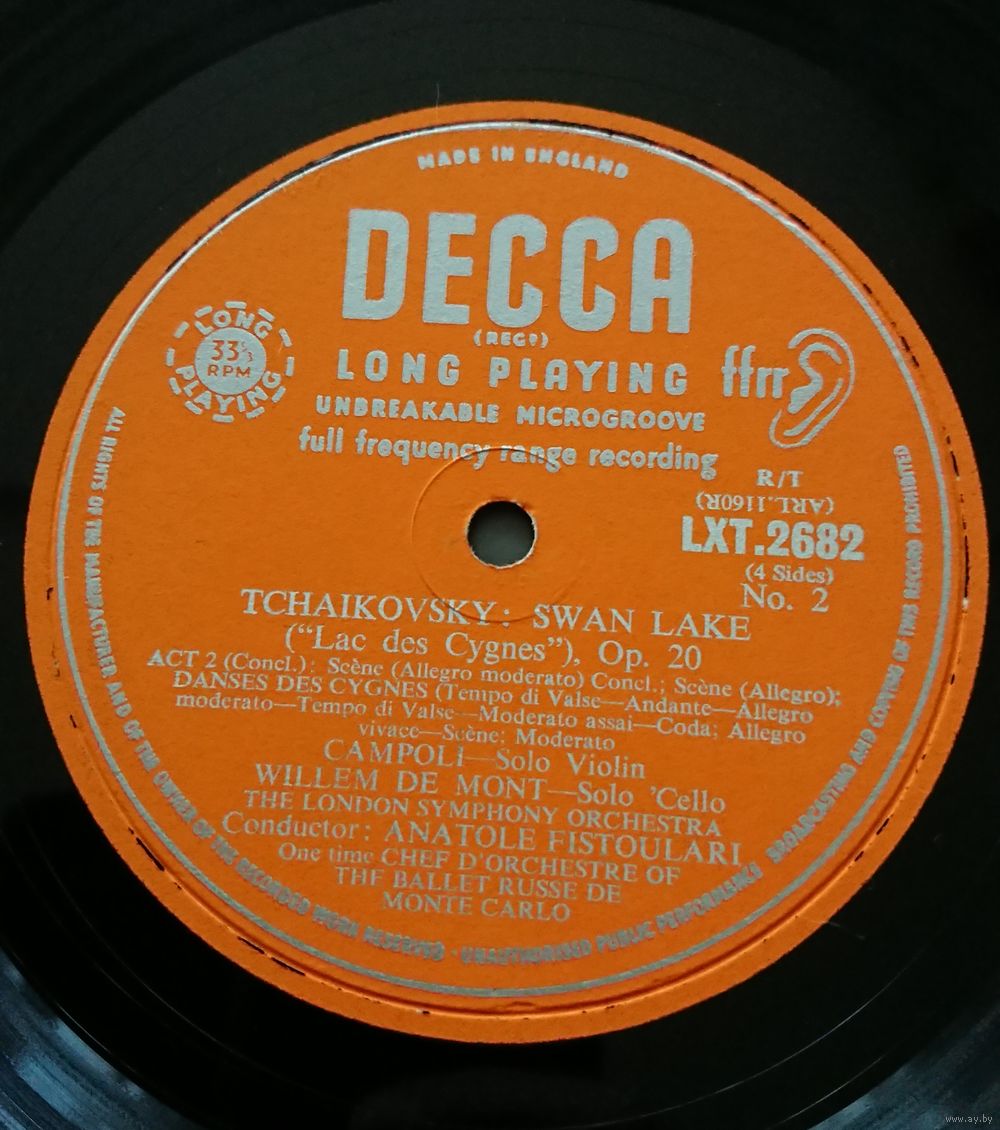 MADE IN ENGLAND
DECCA
(REGD)
LONG PLAYING
UNBREAKABLE MICROGROOVE
full frequency range recording
LONG
33⅓
RPM
PLAYING
ffrr
R/T
(ARL.1160R)
LXT.2682
(4 Sides)
No. 2
TCHAIKOVSKY: SWAN LAKE
("Lac des Cygnes"), Op. 20
ACT 2 (Concl.): Scène (Allegro moderato) Concl.; Scène (Allegro);
DANSES DES CYGNES (Tempo di Valse—Andante—Allegro
moderato—Tempo di Valse—Moderato assai—Coda; Allegro
vivace—Scène: Moderato
CAMPOLI—Solo Violin
WILLEM DE MONT—Solo 'Cello
THE LONDON SYMPHONY ORCHESTRA
Conductor: ANATOLE FISTOULARI
One time CHEF D'ORCHESTRE OF
THE BALLET RUSSE DE
MONTE CARLO
ALL RIGHTS OF THE MANUFACTURER AND OF THE OWNER OF THE RECORDED WORK RESERVED · UNAUTHORISED PUBLIC PERFORMANCE BROADCASTING AND COPYING OF THIS RECORD PROHIBITED
www.ay.by